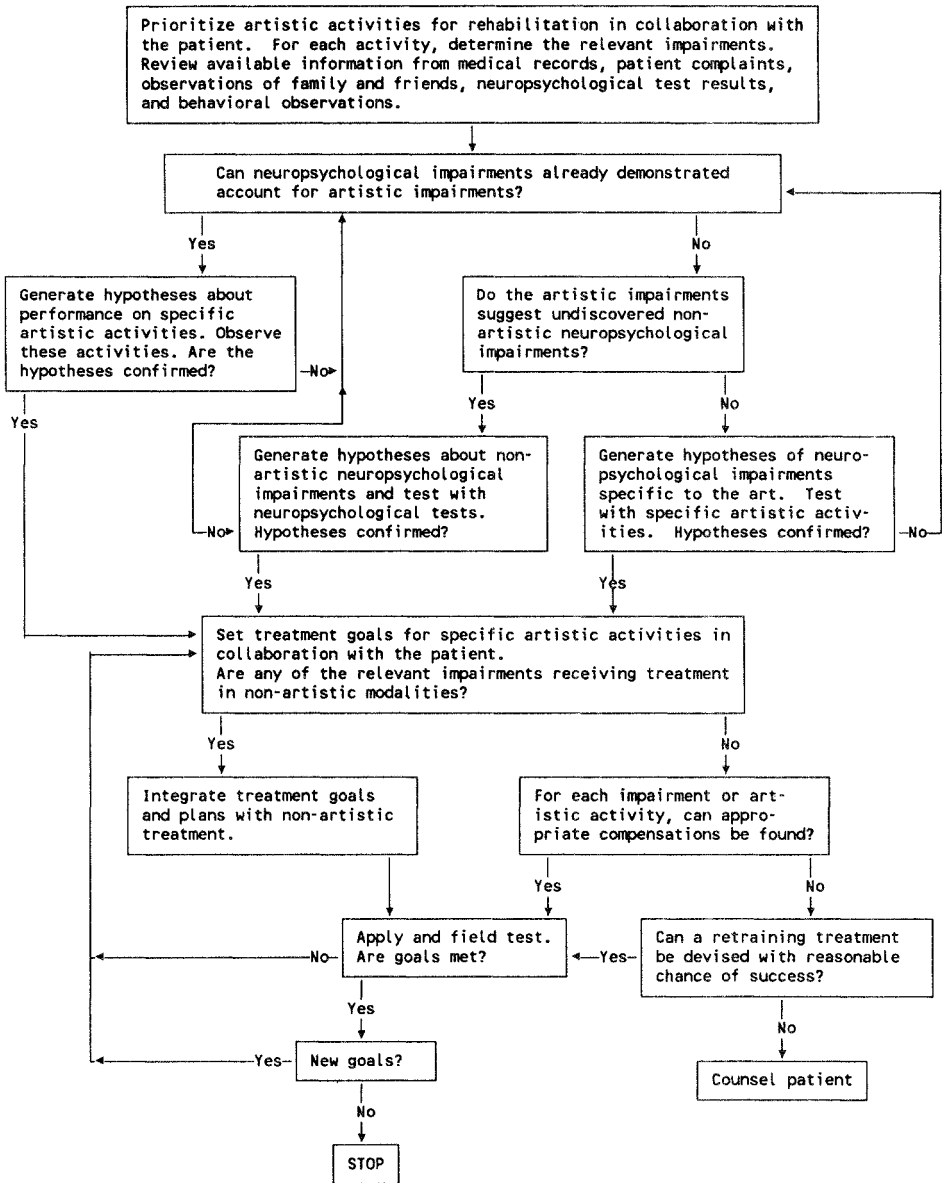 Prioritize artistic activities for rehabilitation in collaboration with
the patient. For each activity, determine the relevant impairments.
Review available information from medical records, patient complaints,
observations of family and friends, neuropsychological test results,
and behavioral observations.
Can neuropsychological impairments already demonstrated
account for artistic impairments?
Yes
No
Generate hypotheses about
performance on specific
artistic activities. Observe
these activities. Are the
hypotheses confirmed?
No
Yes
Do the artistic impairments
suggest undiscovered non-
artistic neuropsychological
impairments?
Yes
No
Generate hypotheses about non-
artistic neuropsychological
impairments and test with
neuropsychological tests.
Hypotheses confirmed?
No
Yes
Generate hypotheses of neuro-
psychological impairments
specific to the art. Test
with specific artistic activ-
ities. Hypotheses confirmed?
No
Yes
Set treatment goals for specific artistic activities in
collaboration with the patient.
Are any of the relevant impairments receiving treatment
in non-artistic modalities?
Yes
No
Integrate treatment goals
and plans with non-artistic
treatment.
For each impairment or art-
istic activity, can appro-
priate compensations be found?
Yes
No
Apply and field test.
Are goals met?
No
Yes
Can a retraining treatment
be devised with reasonable
chance of success?
Yes
No
New goals?
Yes
No
Counsel patient
STOP